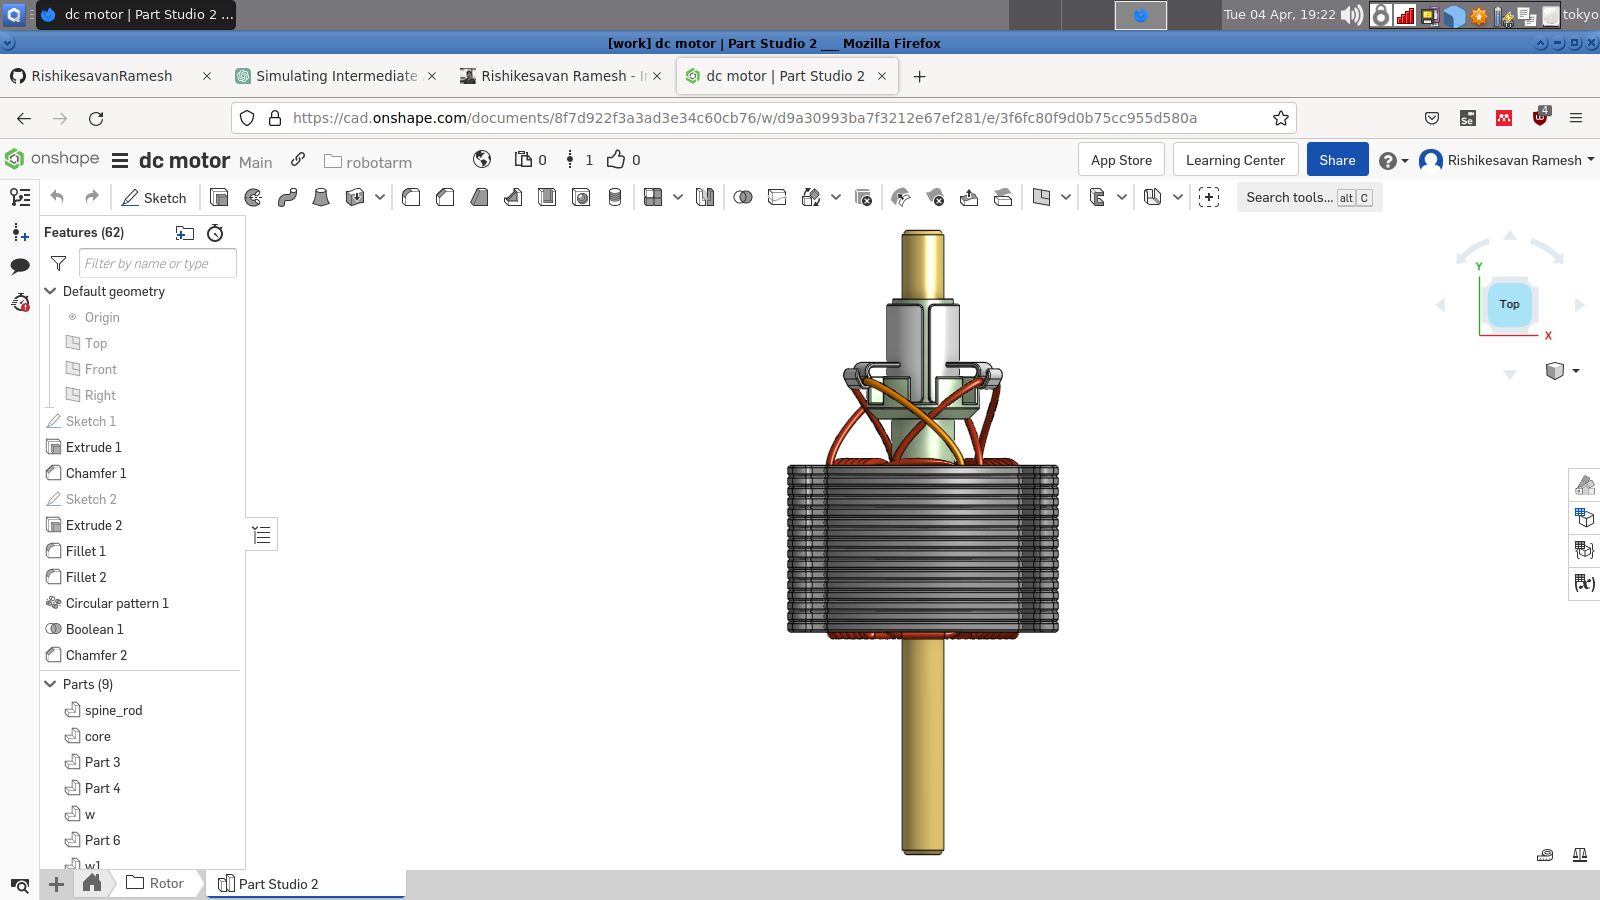 dc motor | Part Studio 2 ...
Tue 04 Apr, 19:22
tokyo
[work] dc motor | Part Studio 2 ___ Mozilla Firefox
RishikesavanRamesh
Simulating Intermediate
Rishikesavan Ramesh - In
dc motor | Part Studio 2
https://cad.onshape.com/documents/8f7d922f3a3ad3e34c60cb76/w/d9a30993ba7f3212e67ef281/e/3f6fc80f9d0b75cc955d580a
Se
4
onshape
dc motor Main
robotarm
0
1
0
App Store
Learning Center
Share
Rishikesavan Ramesh
Sketch
Search tools... alt C
Features (62)
Filter by name or type
Default geometry
Origin
Top
Front
Right
Sketch 1
Extrude 1
Chamfer 1
Sketch 2
Extrude 2
Fillet 1
Fillet 2
Circular pattern 1
Boolean 1
Chamfer 2
Parts (9)
spine_rod
core
Part 3
Part 4
w
Part 6
w1
Y
Top
X
Rotor
Part Studio 2